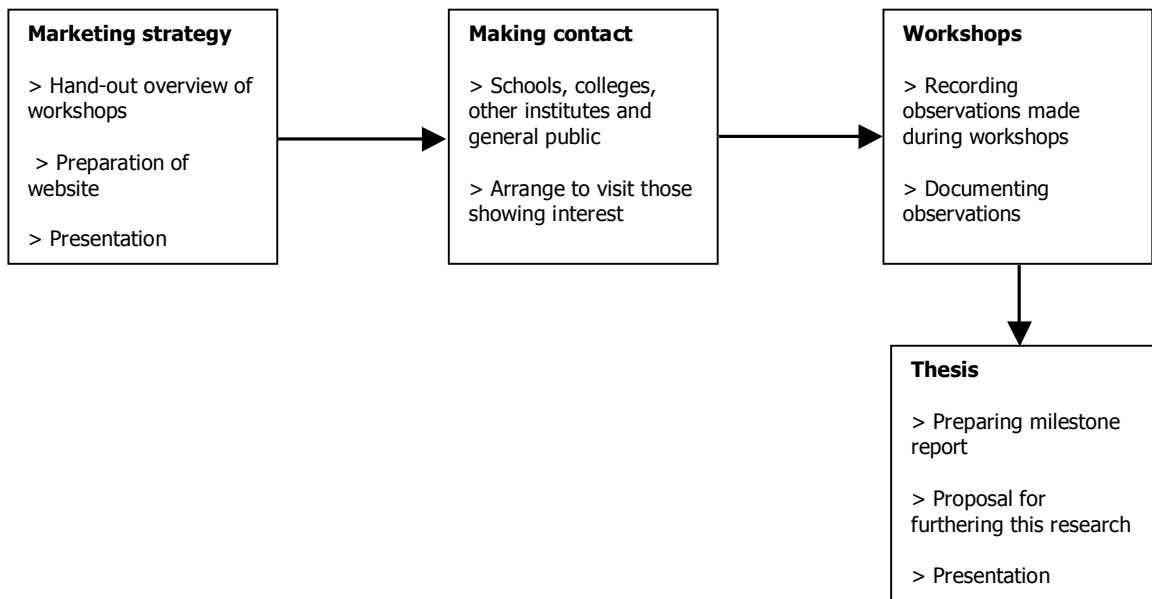 Marketing strategy
> Hand-out overview of
workshops
> Preparation of
website
> Presentation
Making contact
> Schools, colleges,
other institutes and
general public
> Arrange to visit those
showing interest
Workshops
> Recording
observations made
during workshops
> Documenting
observations
Thesis
> Preparing milestone
report
> Proposal for
furthering this research
> Presentation